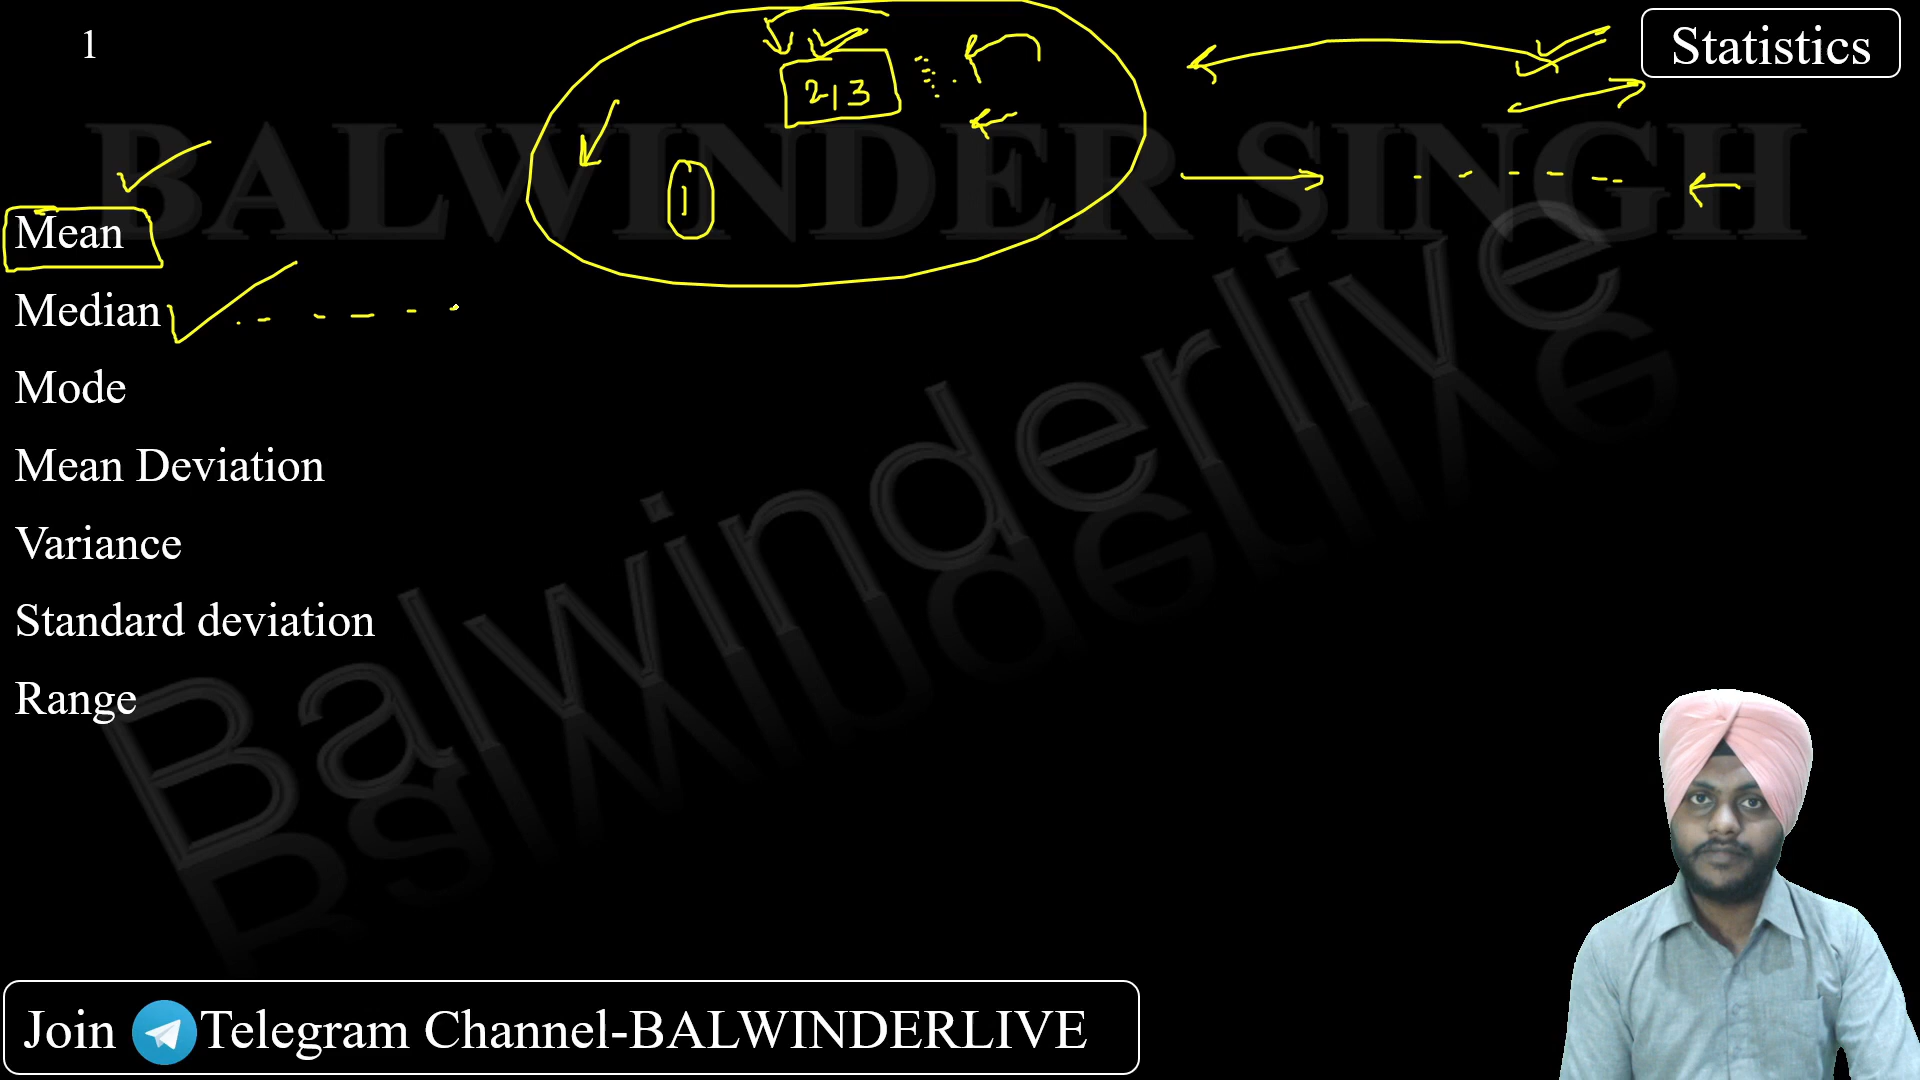 1
Statistics
2-13
BALWINDER SINGH
1
Mean
Median
Mode
Mean Deviation
Variance
Standard deviation
Range
Balwinderlive
Join Telegram Channel-BALWINDERLIVE